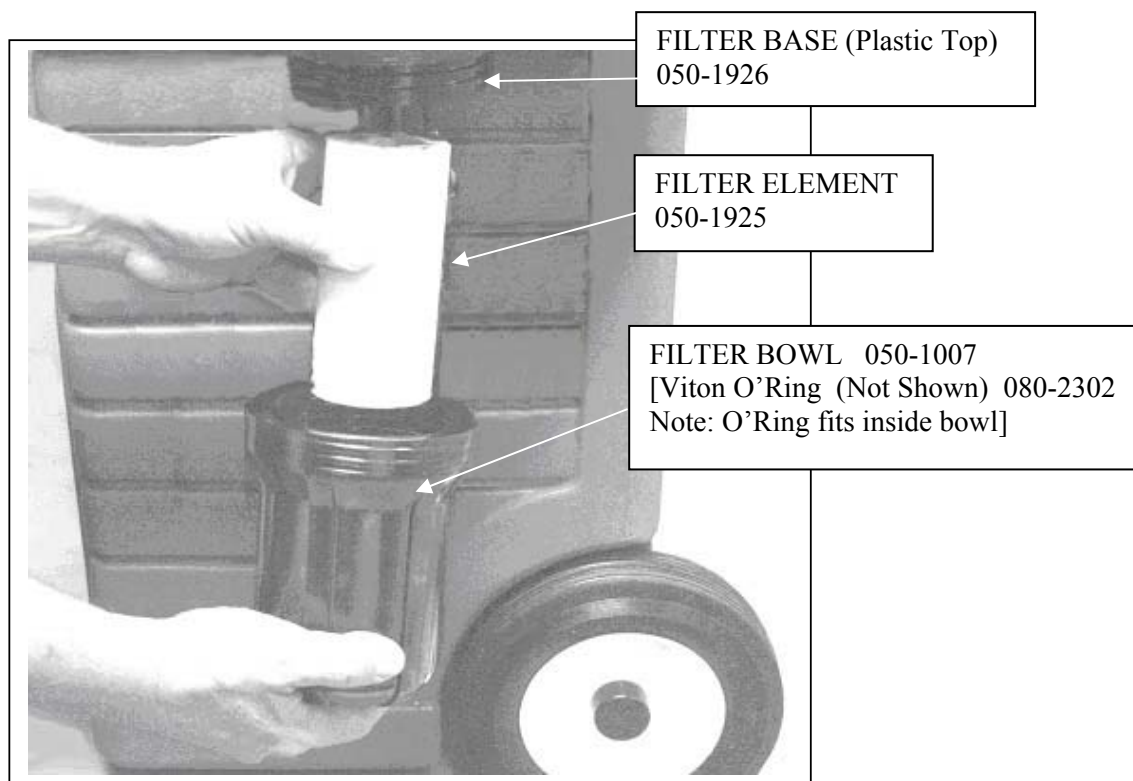 FILTER BASE (Plastic Top)
050-1926
FILTER ELEMENT
050-1925
FILTER BOWL   050-1007
[Viton O’Ring  (Not Shown)  080-2302
Note: O’Ring fits inside bowl]